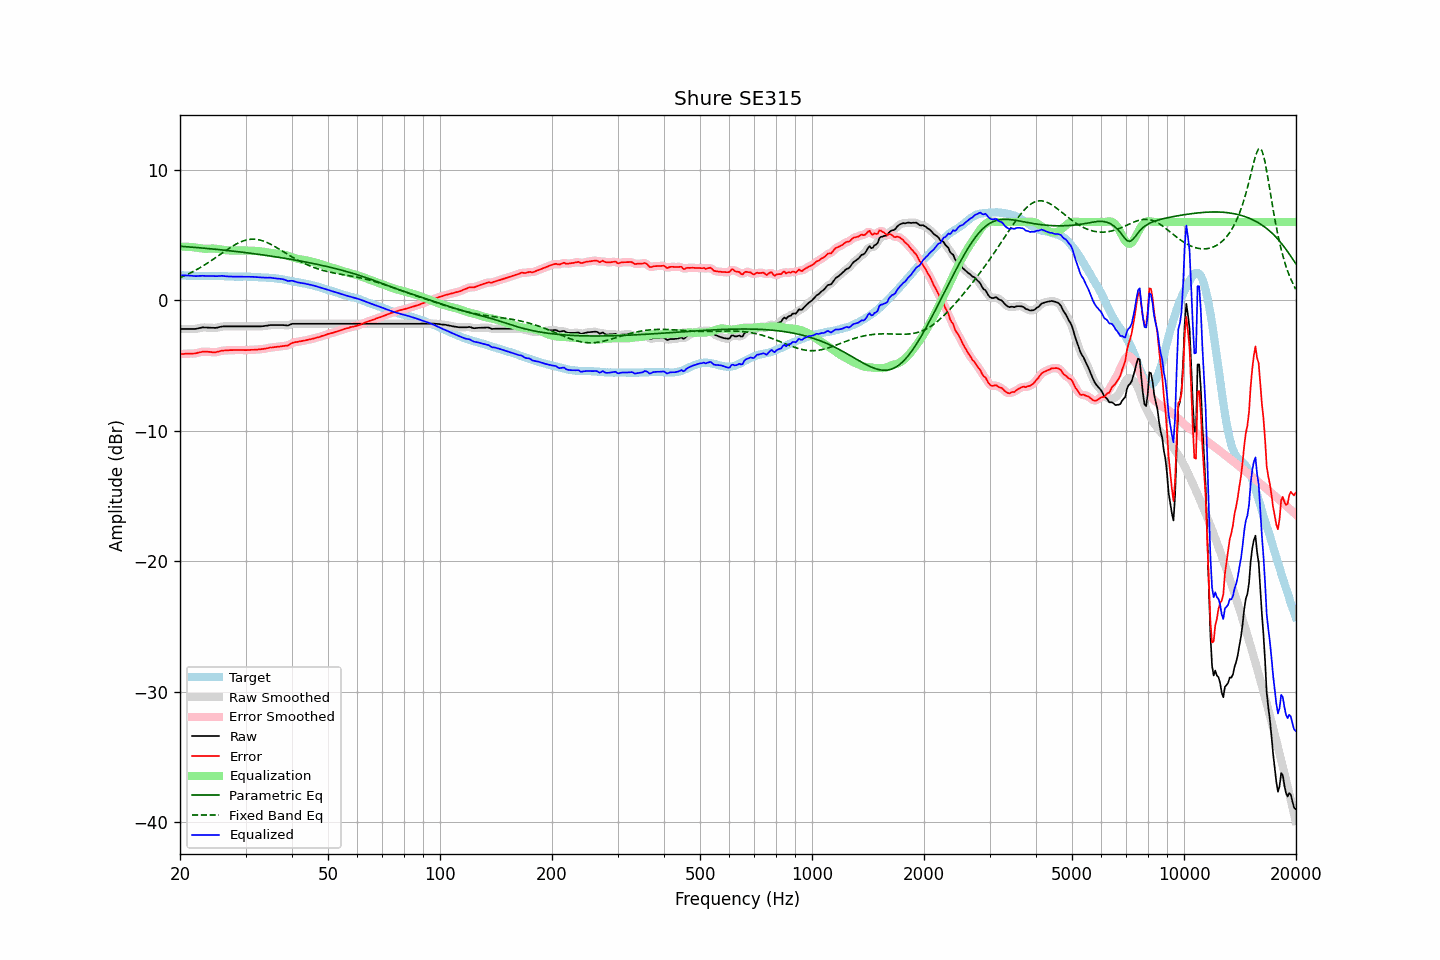 Shure SE315
Amplitude (dBr)
10
0
−10
−20
−30
−40
Target
Raw Smoothed
Error Smoothed
Raw
Error
Equalization
Parametric Eq
Fixed Band Eq
Equalized
20 50 100 200 500 1000 2000 5000 10000 20000
Frequency (Hz)